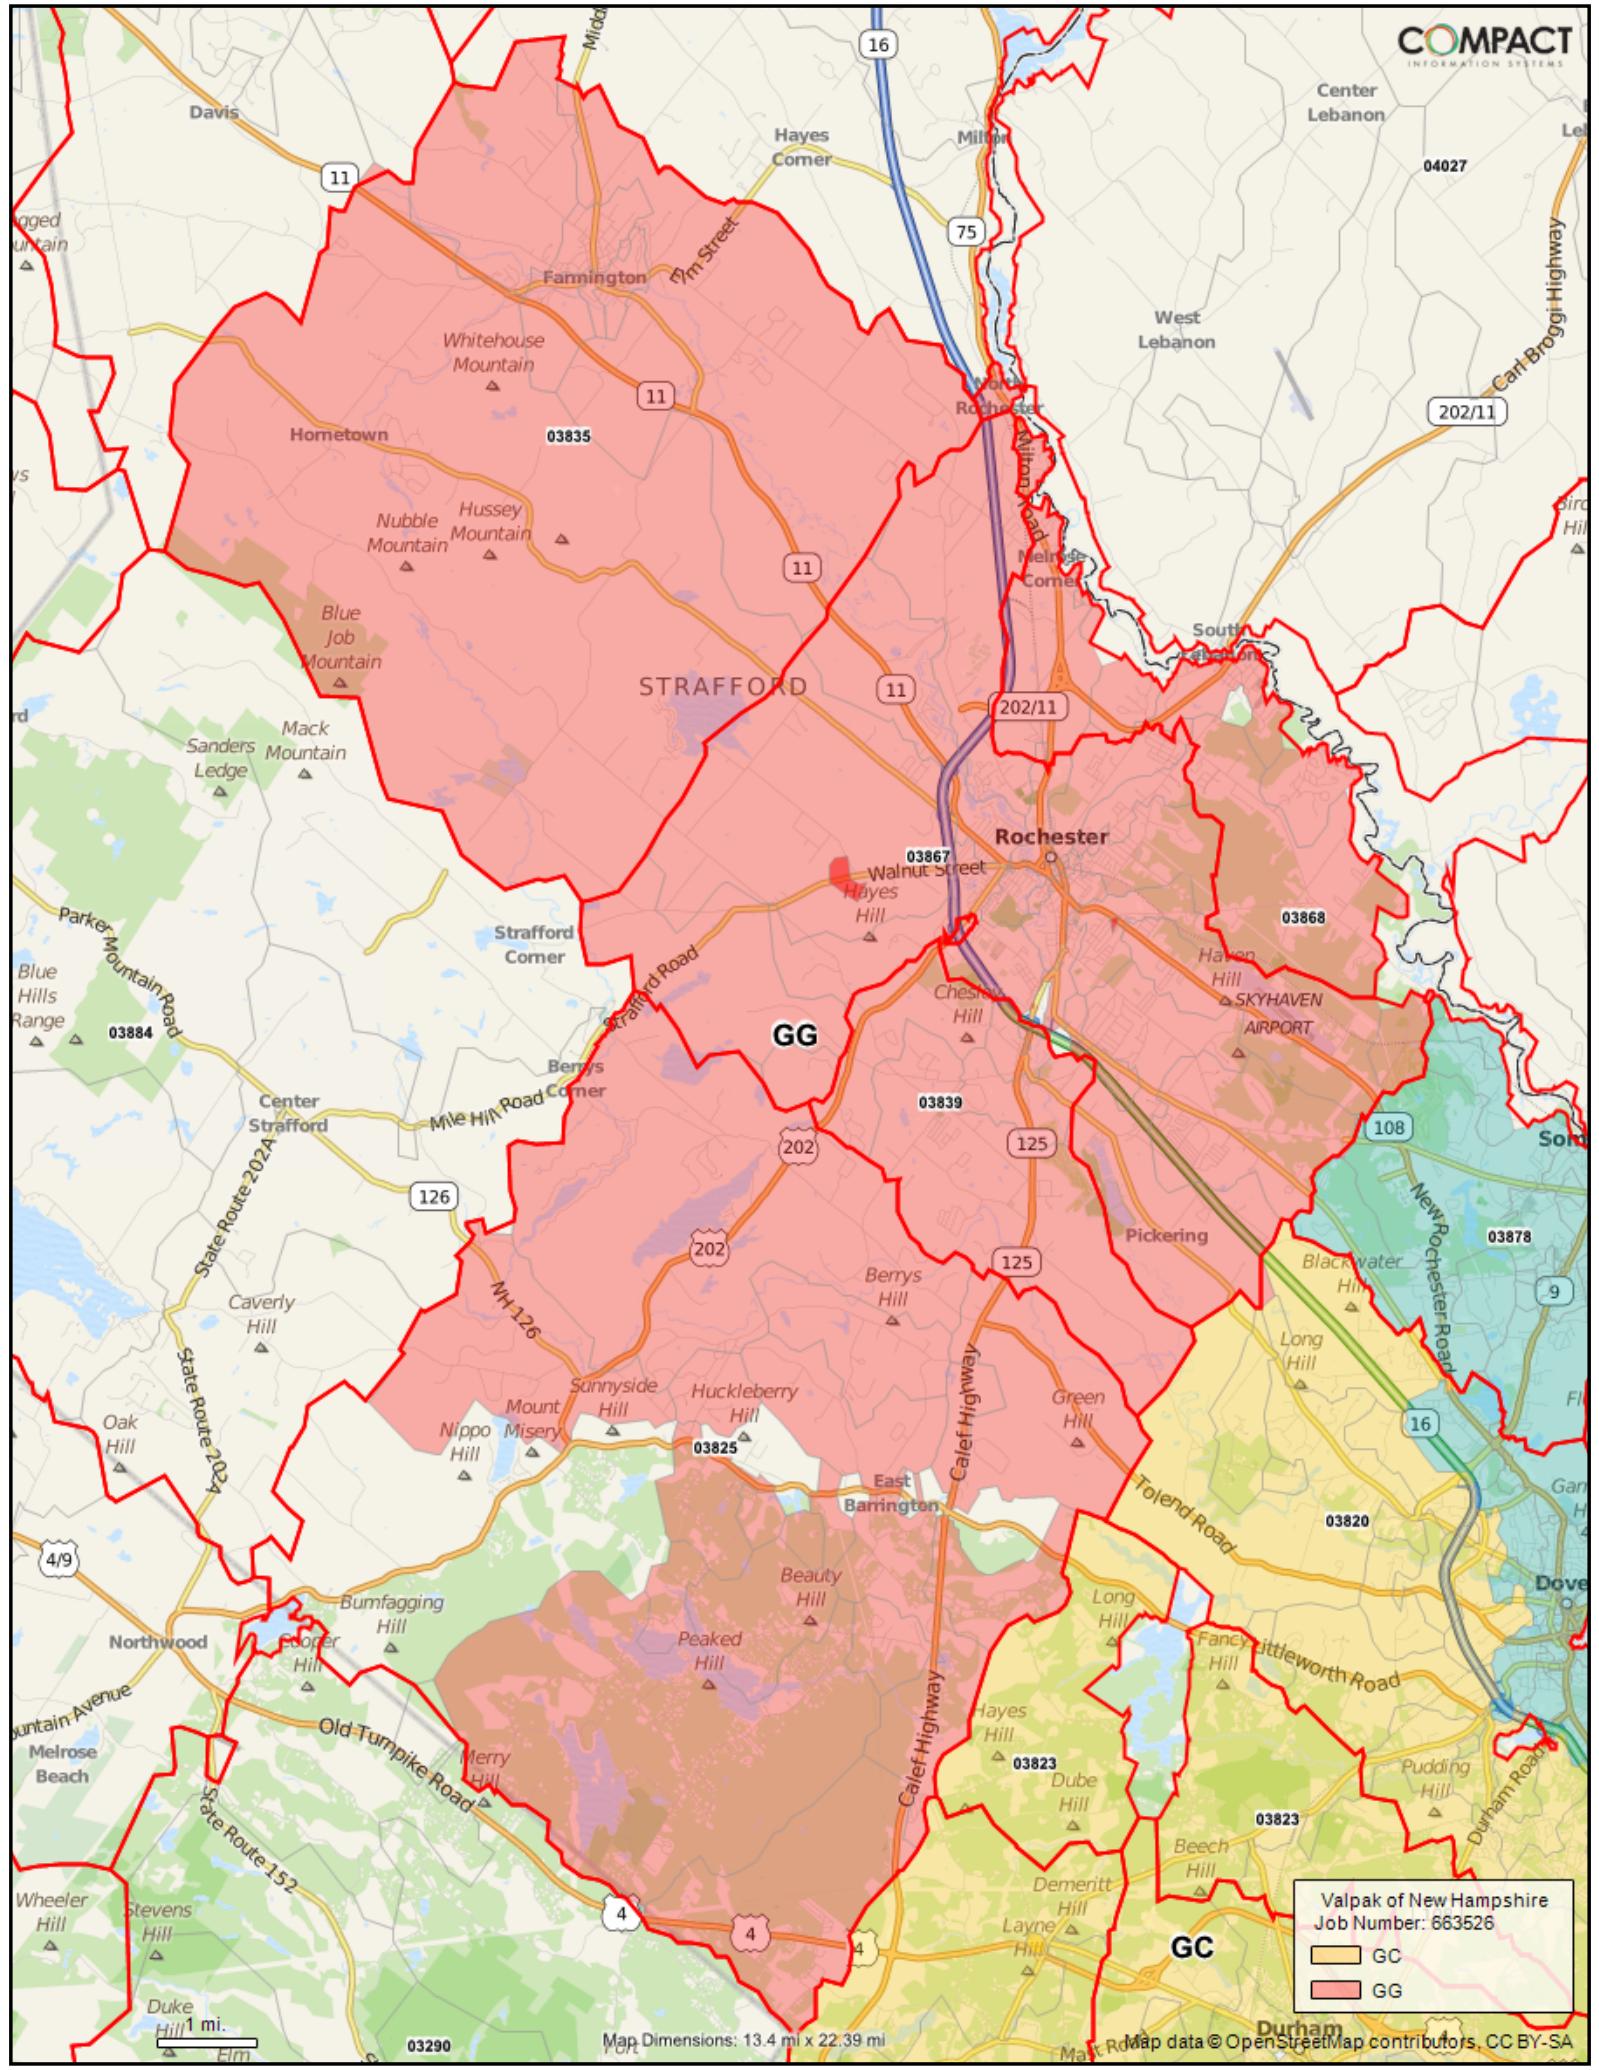 16
COMPACT
INFORMATION SYSTEMS
Davis
Hayes
Corner
Milton
Center
Lebanon
04027
11
75
Elm Street
Farmington
West
Lebanon
Carl Broggi Highway
Whitehouse
Mountain
11
North
Rochester
202/11
Hornetown
03835
Milton Road
Nubble
Mountain
Hussey
Mountain
11
Melrose
Corner
Blue
Job
Mountain
South
Lebanon
STRAFFORD
11
202/11
Mack
Mountain
Sanders
Ledge
Rochester
03867
Walnut Street
Hayes
Hill
03868
Parker Mountain Road
Strafford
Corner
Strafford Road
Haven
Hill
Blue
Hills
Range
Chesley
Hill
SKYHAVEN
AIRPORT
03884
GG
Berrys
Corner
Center
Strafford
Mile Hill Road
03839
108
202
125
State Route 202A
126
New Rochester Road
Pickering
03878
202
125
Blackwater
Hill
Berrys
Hill
9
NH 126
Caverly
Hill
Long
Hill
State Route 202A
Calef Highway
Sunnyside
Hill
Huckleberry
Hill
Green
Hill
Mount
Misery
Nippo
Hill
Oak
Hill
16
03825
East
Barrington
Tolend Road
03820
4/9
Beauty
Hill
Bumfagging
Hill
Long
Hill
Northwood
Cooper
Hill
Peaked
Hill
Fancy
Hill
Littleworth Road
Calef Highway
Hayes
Hill
Old Turnpike Road
Melrose
Beach
Merry
Hill
03823
Dube
Hill
Pudding
Hill
Durham Road
State Route 152
03823
Beech
Hill
Wheeler
Hill
Stevens
Hill
Demeritt
Hill
Layne
Hill
4
4
4
GC
Valpak of New Hampshire
Job Number: 663526
GC
GG
Duke
Hill
1 mi.
Elm
03290
Map Dimensions: 13.4 mi x 22.39 mi
Durham
4
Mast Road
Map data © OpenStreetMap contributors, CC BY-SA